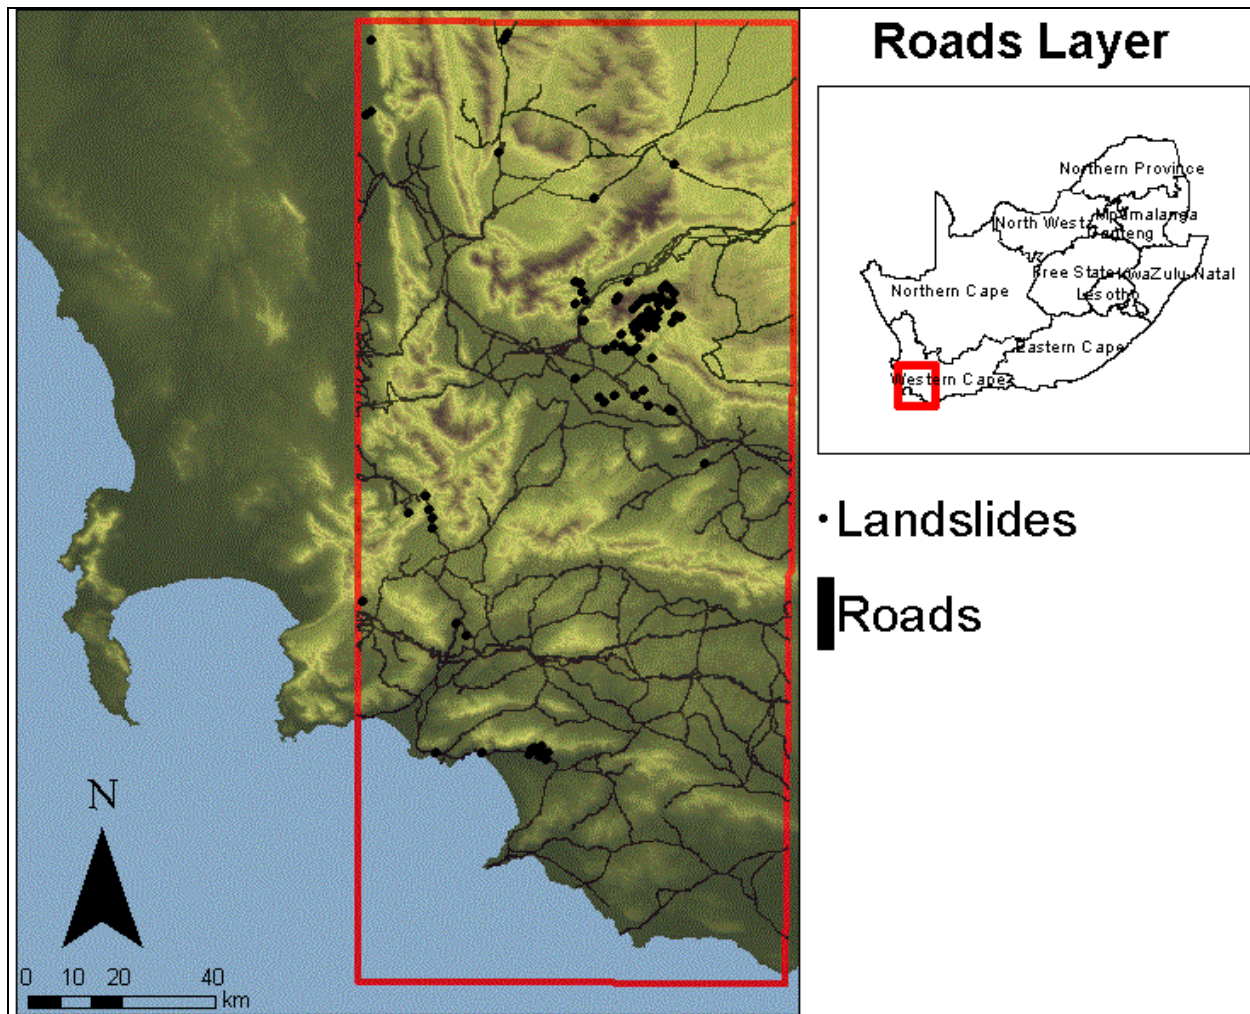 Roads Layer
Northern Province
North West
Mpumalanga
Gauteng
Free State
KwaZulu-Natal
Lesotho
Northern Cape
Eastern Cape
Western Cape
Landslides
Roads
N
0 10 20 40
km